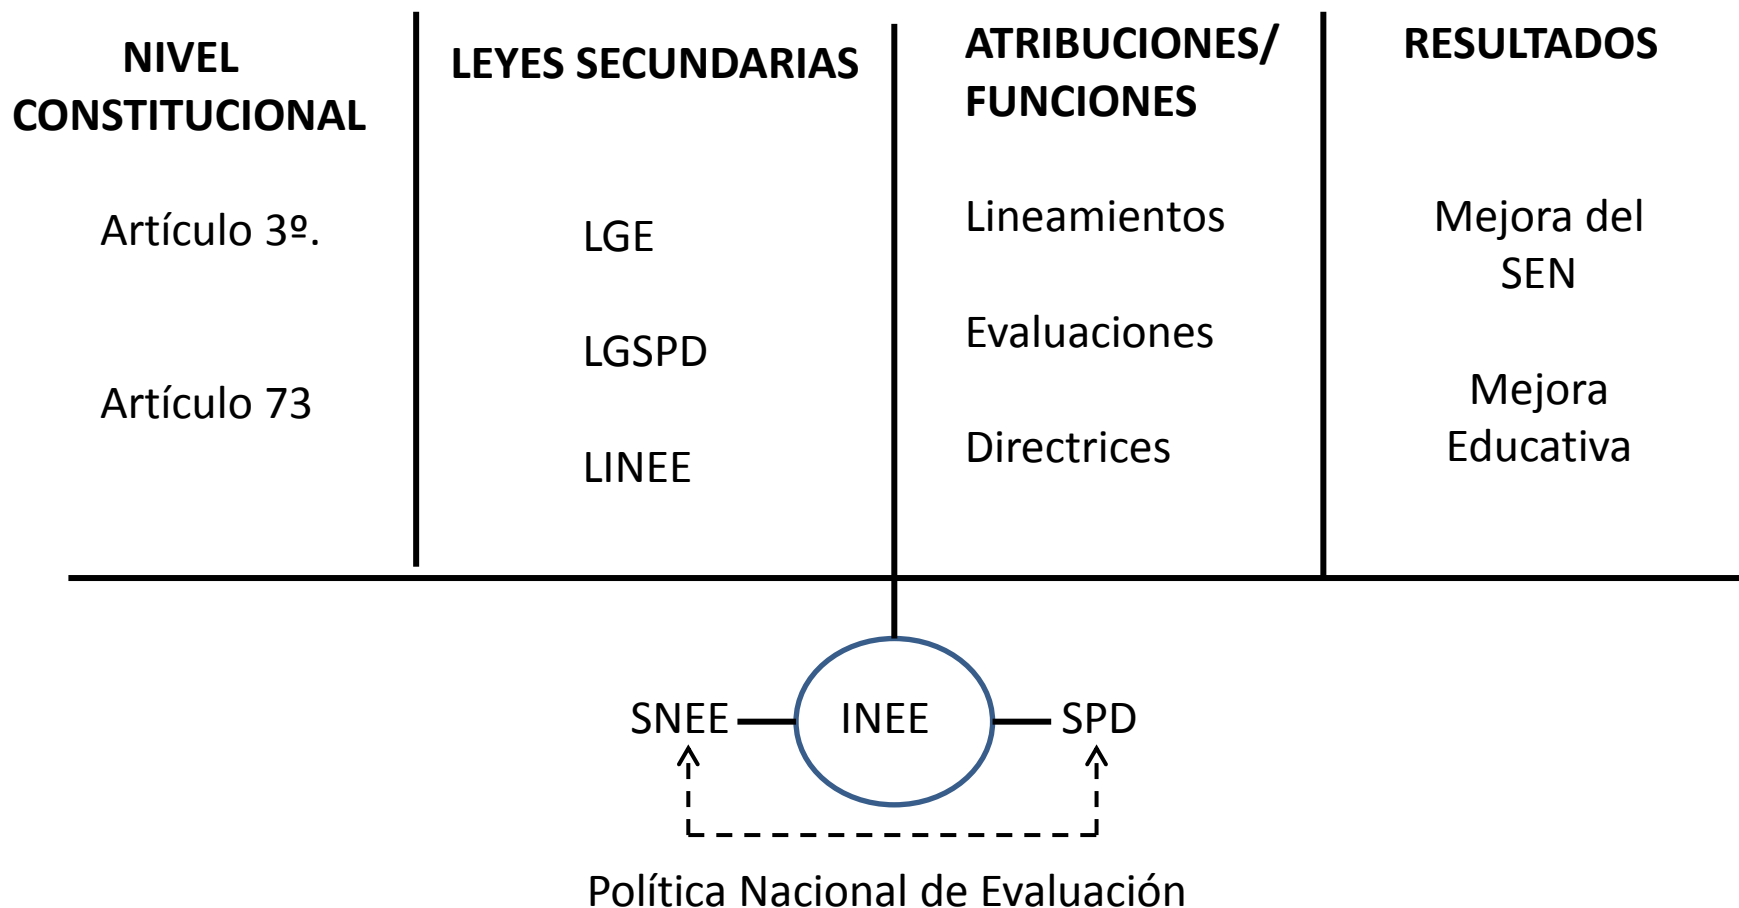 NIVEL
CONSTITUCIONAL
Artículo 3º.
Artículo 73
LEYES SECUNDARIAS
LGE
LGSPD
LINEE
ATRIBUCIONES/
FUNCIONES
Lineamientos
Evaluaciones
Directrices
RESULTADOS
Mejora del
SEN
Mejora
Educativa
SNEE
INEE
SPD
Política Nacional de Evaluación